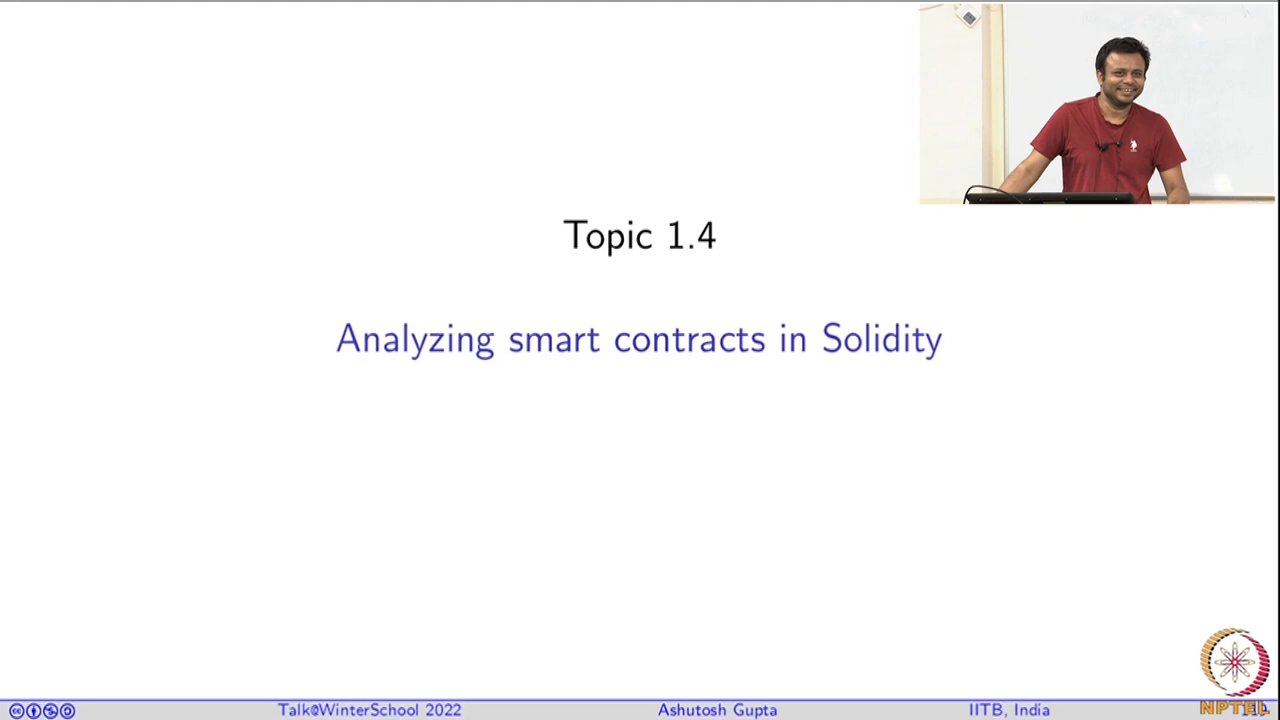 Topic 1.4
Analyzing smart contracts in Solidity
Talk@WinterSchool 2022
Ashutosh Gupta
IITB, India
NPTEL